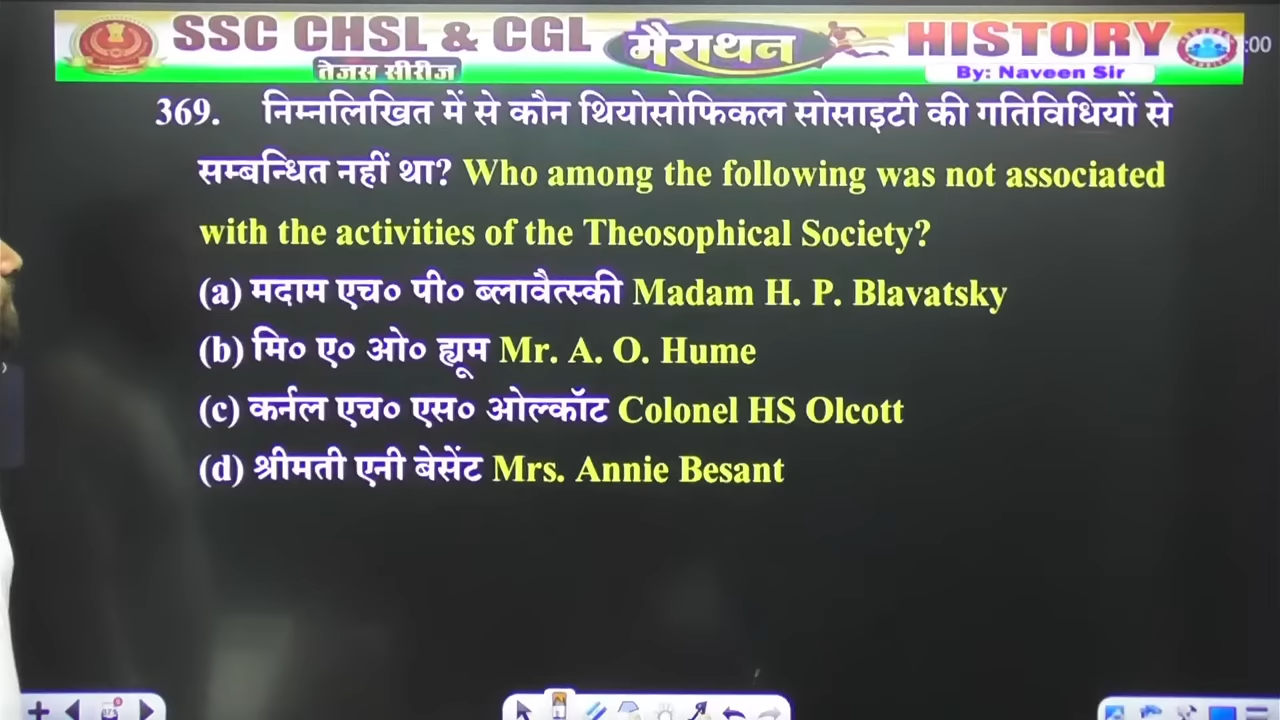 SSC CHSL & CGL मैराथन HISTORY
तेजस सीरीज
By: Naveen Sir
:00
369. निम्नलिखित में से कौन थियोसोफिकल सोसाइटी की गतिविधियों से
सम्बन्धित नहीं था? Who among the following was not associated
with the activities of the Theosophical Society?
(a) मदाम एच० पी० ब्लावैत्स्की Madam H. P. Blavatsky
(b) मि० ए० ओ० ह्यूम Mr. A. O. Hume
(c) कर्नल एच० एस० ओल्कॉट Colonel HS Olcott
(d) श्रीमती एनी बेसेंट Mrs. Annie Besant